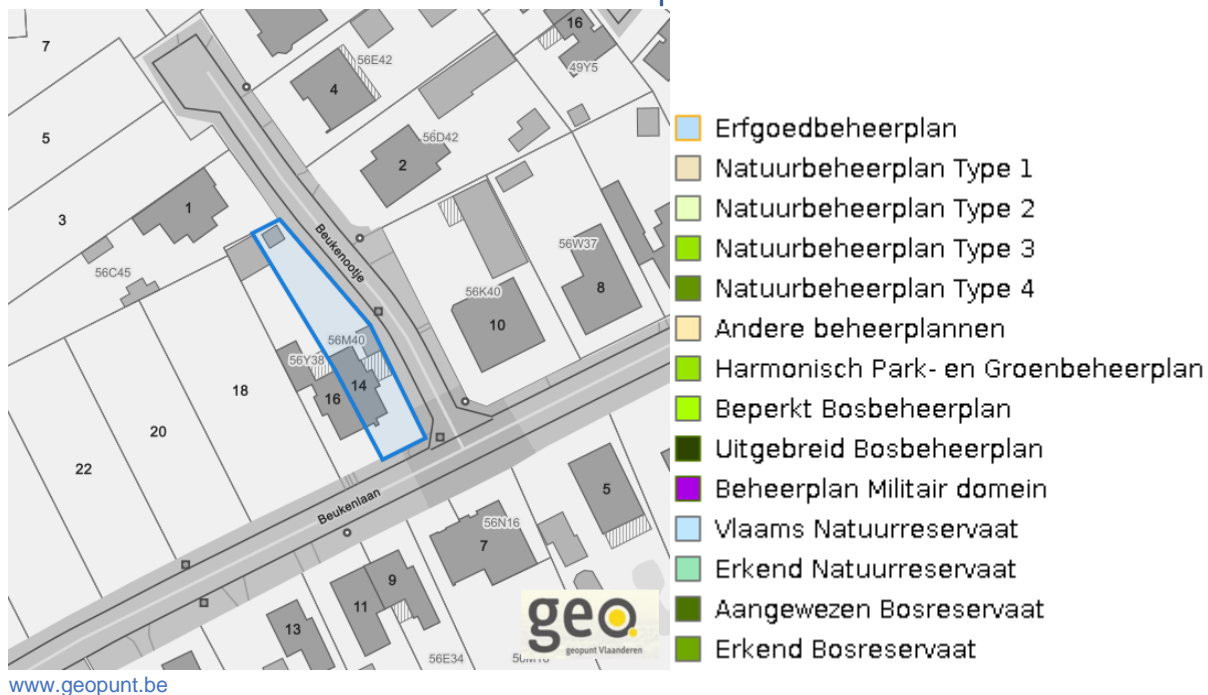 7
5
3
1
56C45
22
20
18
16
14
56Y38
56M40
4
56E42
2
56D42
16
49Y5
56W37
8
56K40
10
Beukenootje
Beukenlaan
5
56N16
7
9
11
13
56E34
geo
geopunt Vlaanderen
Erfgoedbeheerplan
Natuurbeheerplan Type 1
Natuurbeheerplan Type 2
Natuurbeheerplan Type 3
Natuurbeheerplan Type 4
Andere beheerplannen
Harmonisch Park- en Groenbeheerplan
Beperkt Bosbeheerplan
Uitgebreid Bosbeheerplan
Beheerplan Militair domein
Vlaams Natuurreservaat
Erkend Natuurreservaat
Aangewezen Bosreservaat
Erkend Bosreservaat
www.geopunt.be